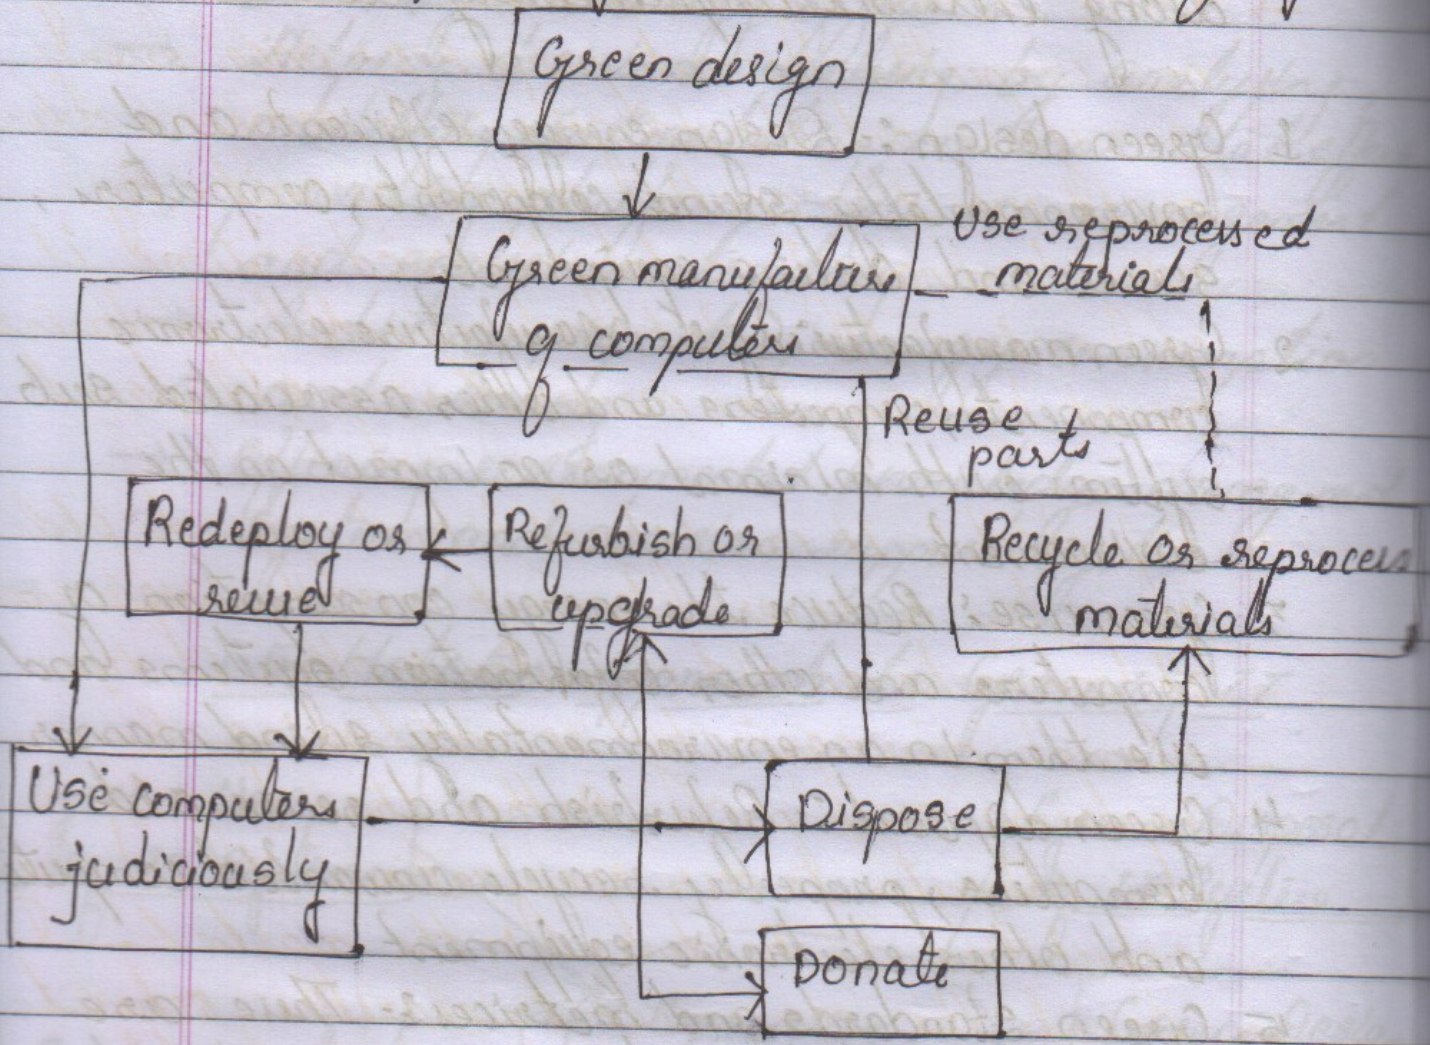 Green design
Green manufacture
of computers
Use reprocessed
materials
Reuse
parts
Redeploy or
reuse
Refurbish or
upgrade
Recycle or reprocess
materials
Use computers
judiciously
Dispose
Donate